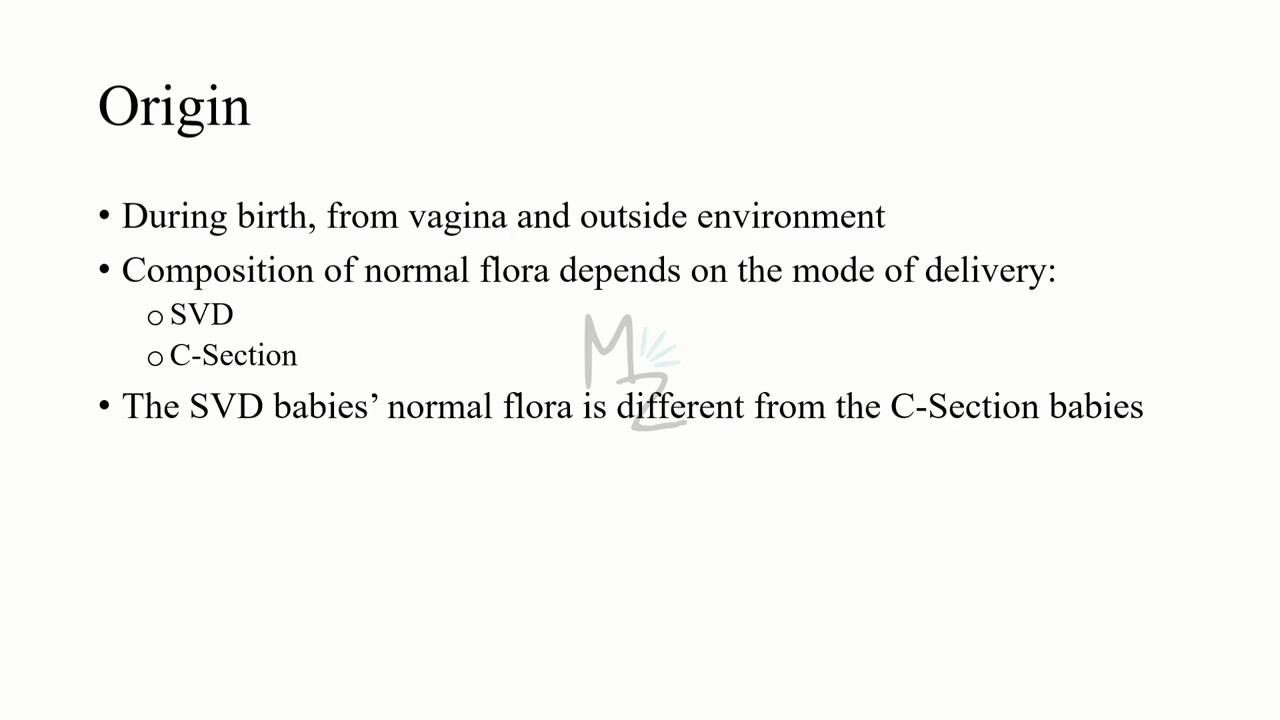 Origin
• During birth, from vagina and outside environment
• Composition of normal flora depends on the mode of delivery:
o SVD
o C-Section
MZ
• The SVD babies’ normal flora is different from the C-Section babies